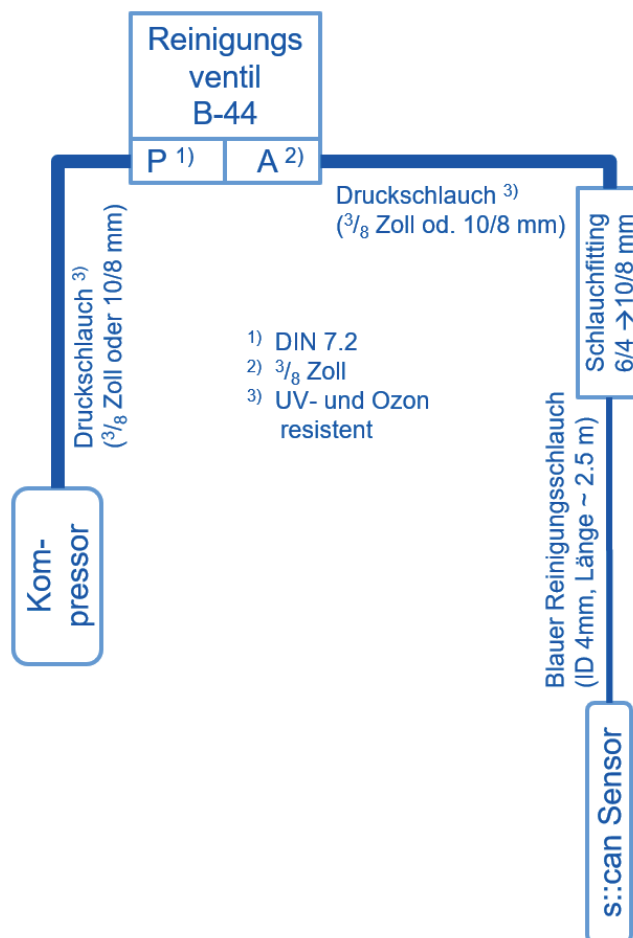 Reinigungs
ventil
B-44
P ¹⁾
A ²⁾
Druckschlauch ³⁾
(³/₈ Zoll od. 10/8 mm)
Druckschlauch ³⁾
(³/₈ Zoll oder 10/8 mm)
Schlauchfitting
6/4 →10/8 mm
¹⁾ DIN 7.2
²⁾ ³/₈ Zoll
³⁾ UV- und Ozon
resistent
Kom-
pressor
Blauer Reinigungsschlauch
(ID 4mm, Länge ~ 2.5 m)
s::can Sensor